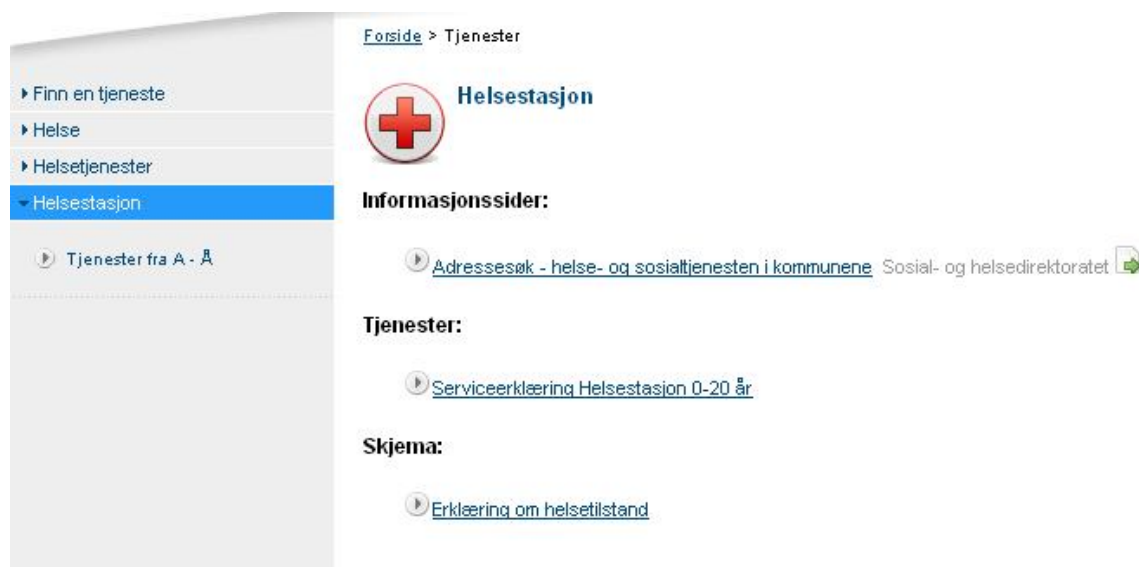 Forside > Tjenester
Finn en tjeneste
Helse
Helsetjenester
Helsestasjon
Tjenester fra A - Å
Helsestasjon
Informasjonssider:
Adressesøk - helse- og sosialtjenesten i kommunene Sosial- og helsedirektoratet
Tjenester:
Serviceerklæring Helsestasjon 0-20 år
Skjema:
Erklæring om helsetilstand